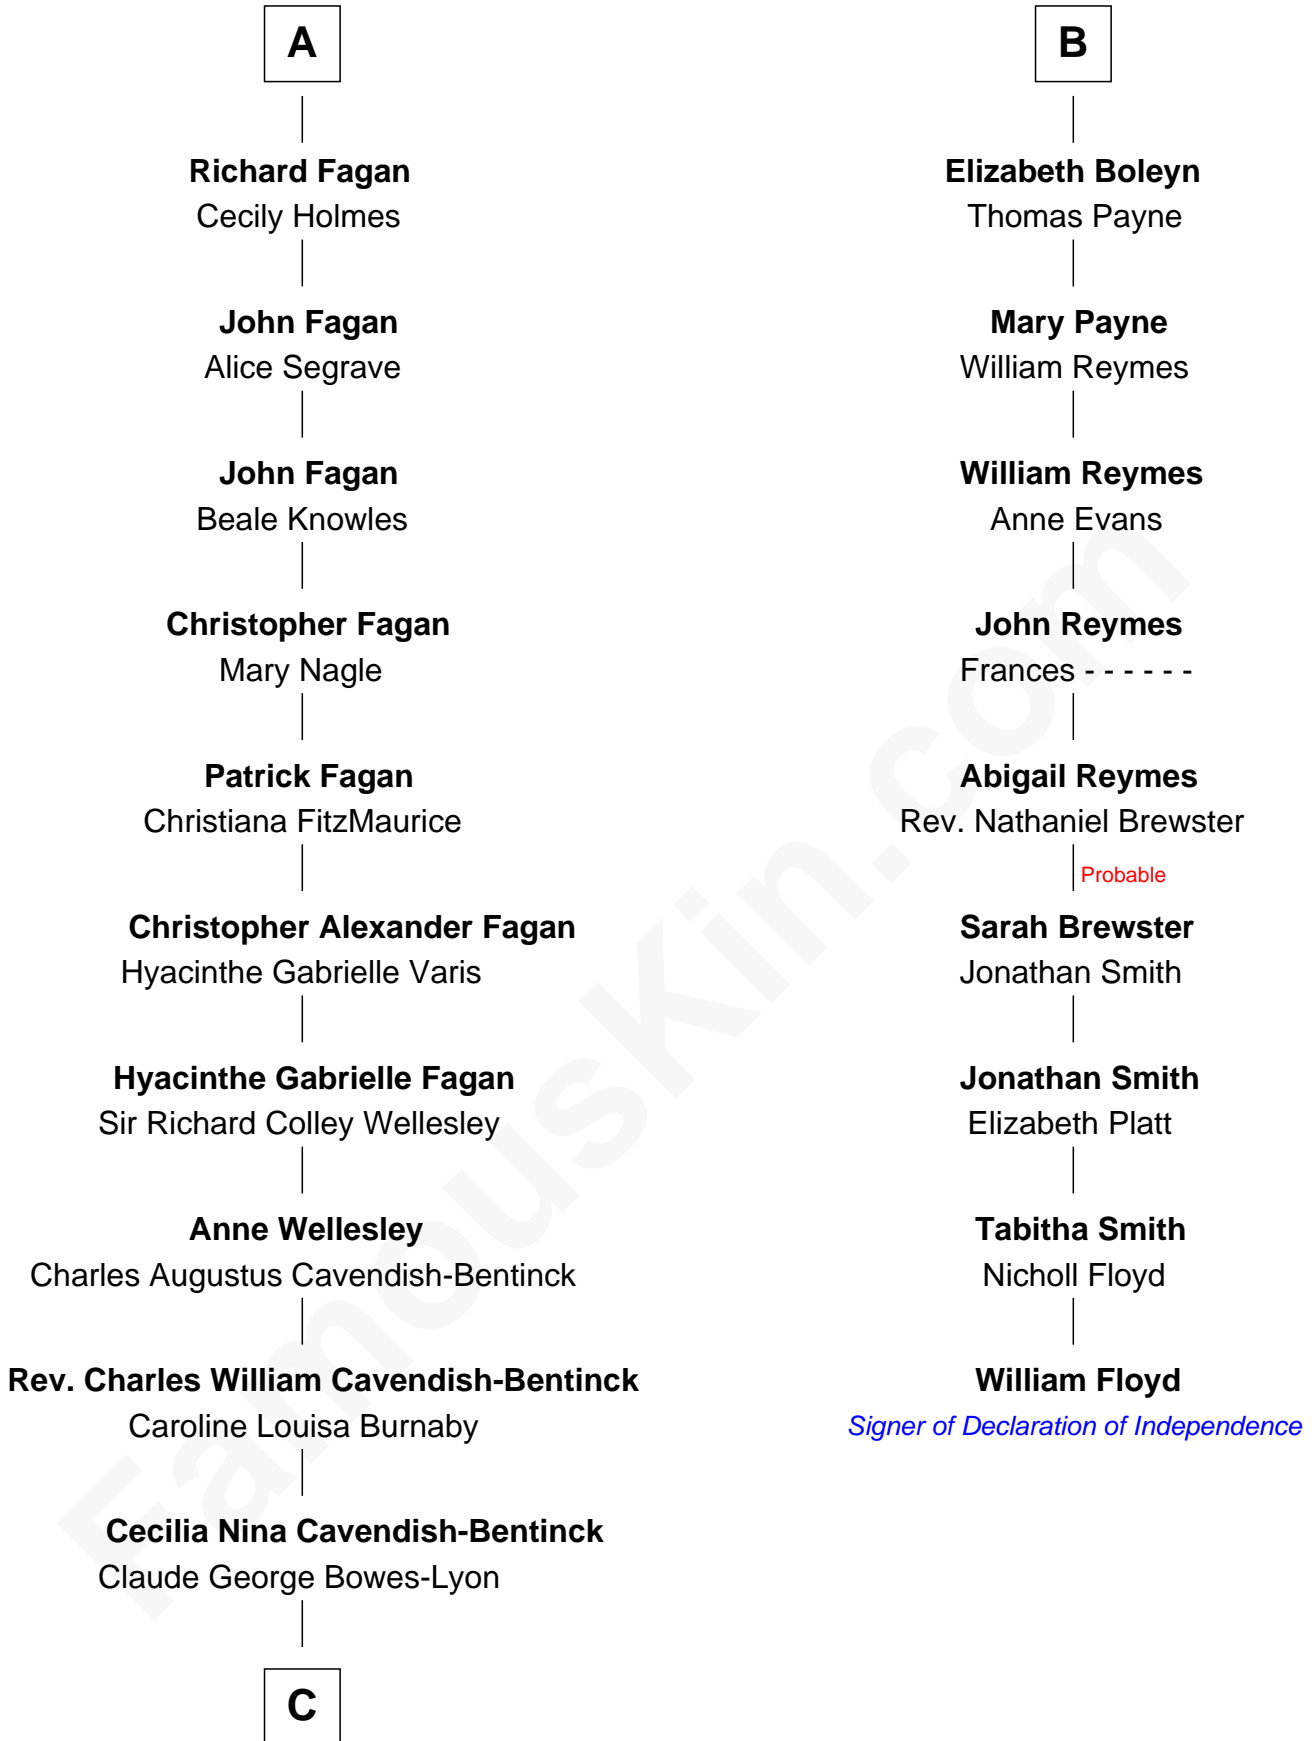 A
Richard Fagan
Cecily Holmes
John Fagan
Alice Segrave
John Fagan
Beale Knowles
Christopher Fagan
Mary Nagle
Patrick Fagan
Christiana FitzMaurice
Christopher Alexander Fagan
Hyacinthe Gabrielle Varis
Hyacinthe Gabrielle Fagan
Sir Richard Colley Wellesley
Anne Wellesley
Charles Augustus Cavendish-Bentinck
Rev. Charles William Cavendish-Bentinck
Caroline Louisa Burnaby
Cecilia Nina Cavendish-Bentinck
Claude George Bowes-Lyon
C
B
Elizabeth Boleyn
Thomas Payne
Mary Payne
William Reymes
William Reymes
Anne Evans
John Reymes
Frances - - - - - -
Abigail Reymes
Rev. Nathaniel Brewster
Probable
Sarah Brewster
Jonathan Smith
Jonathan Smith
Elizabeth Platt
Tabitha Smith
Nicholl Floyd
William Floyd
Signer of Declaration of Independence
FamousKin.com